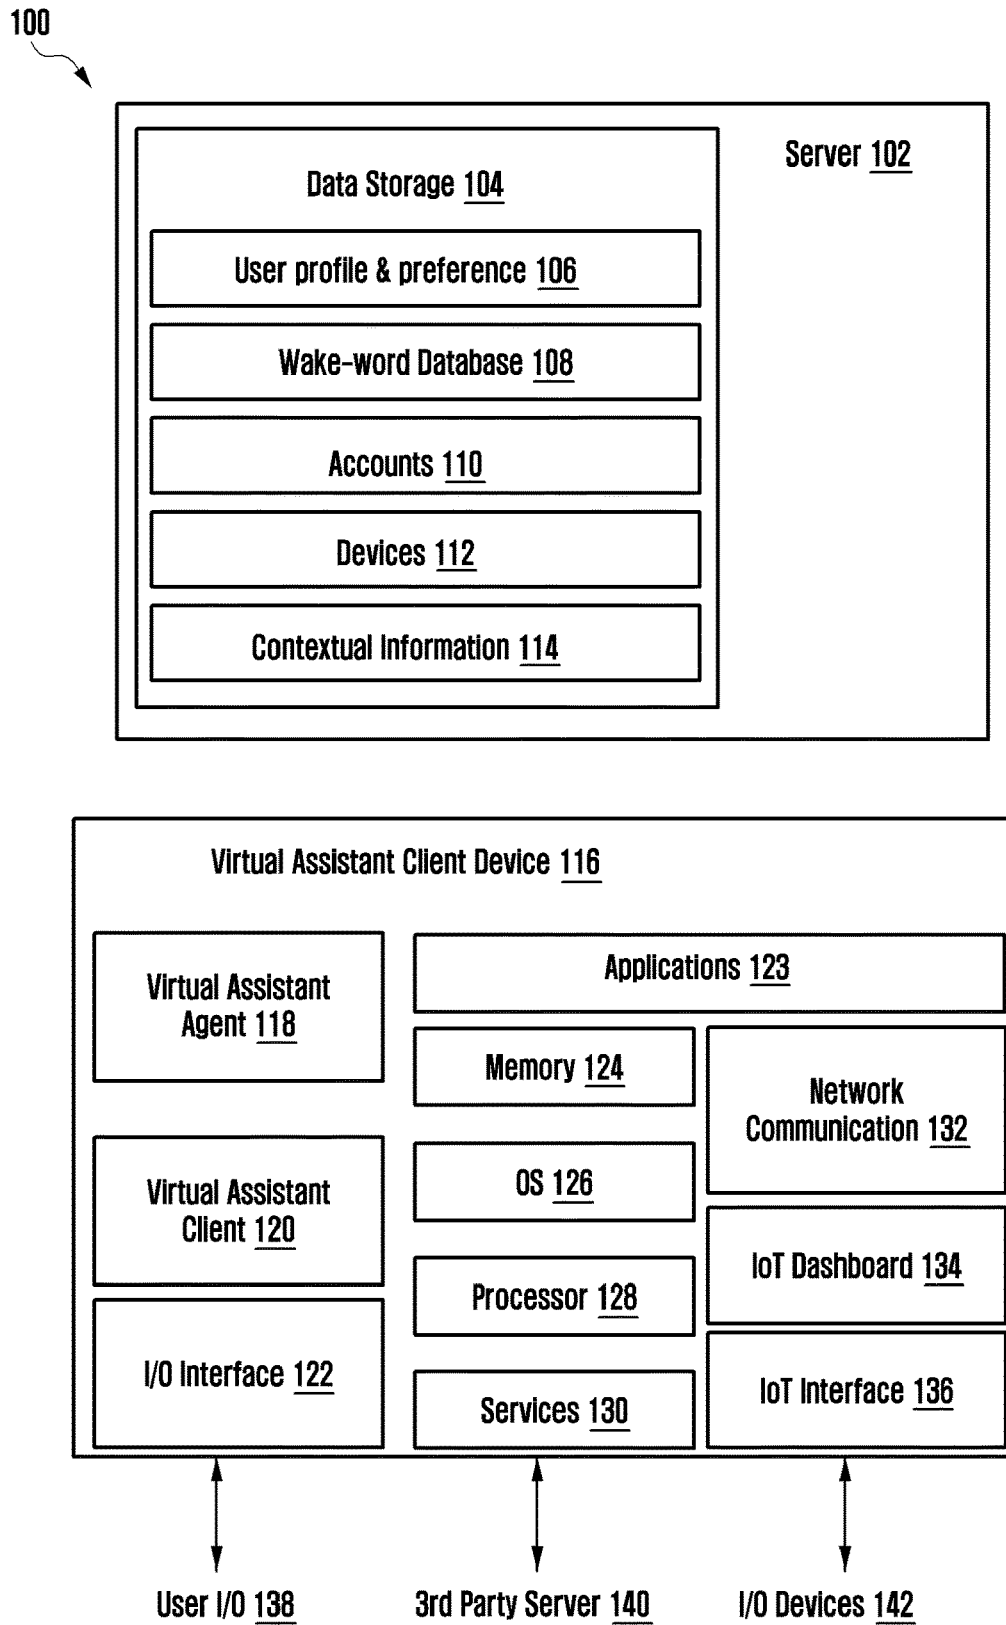 100
Server 102
Data Storage 104
User profile & preference 106
Wake-word Database 108
Accounts 110
Devices 112
Contextual Information 114
Virtual Assistant Client Device 116
Virtual Assistant
Agent 118
Virtual Assistant
Client 120
I/O Interface 122
Applications 123
Memory 124
OS 126
Processor 128
Services 130
Network
Communication 132
IoT Dashboard 134
IoT Interface 136
User I/O 138
3rd Party Server 140
I/O Devices 142